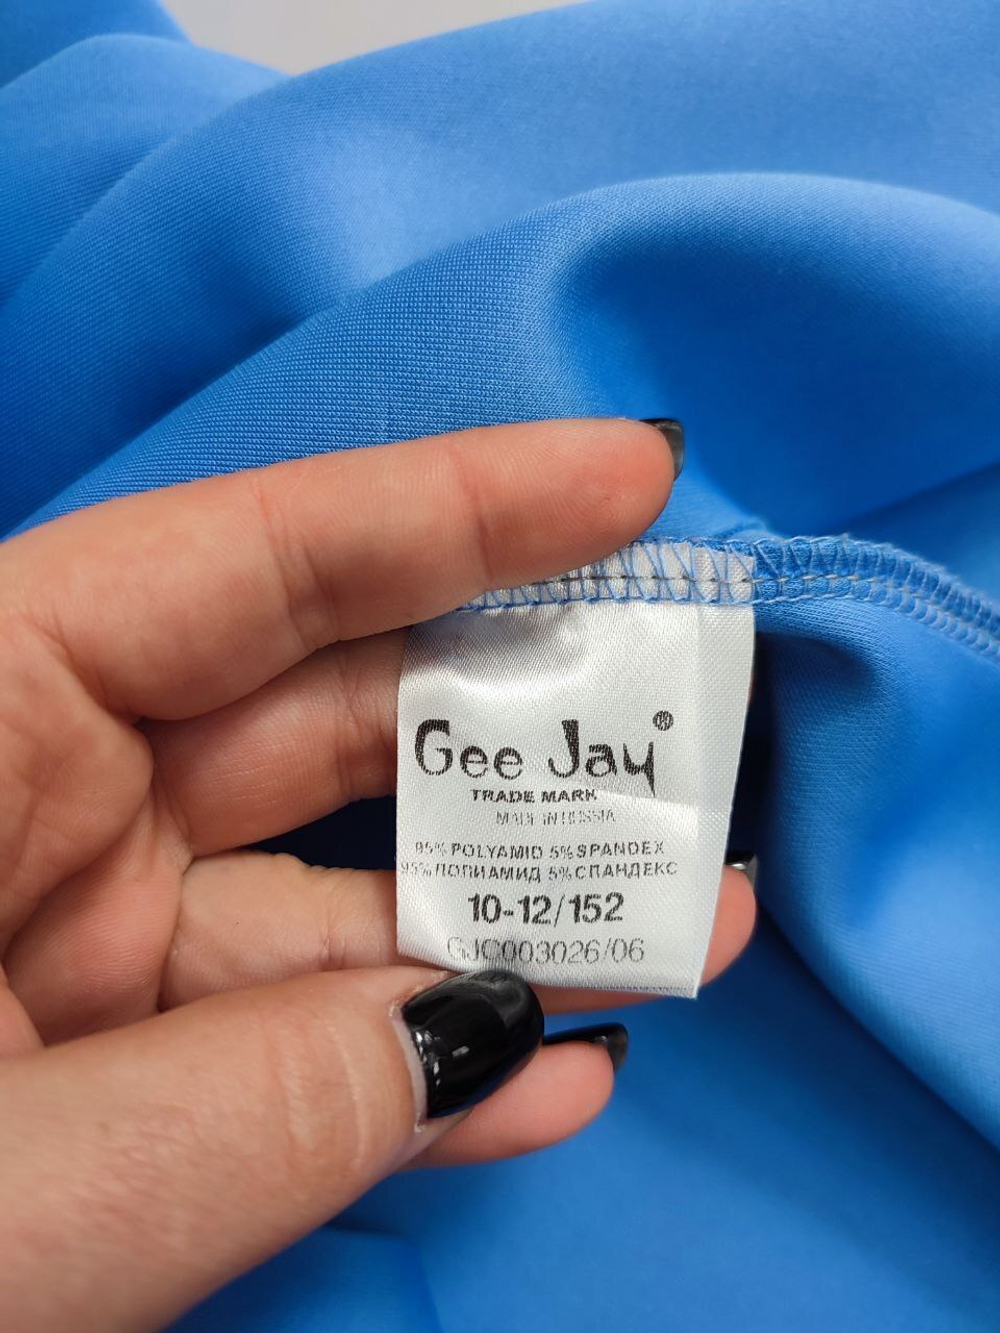 Gee Jay®
TRADE MARK
MADE IN RUSSIA
95% POLYAMID 5% SPANDEX
95% ПОЛИАМИД 5% СПАНДЕКС
10-12/152
GJC003026/06